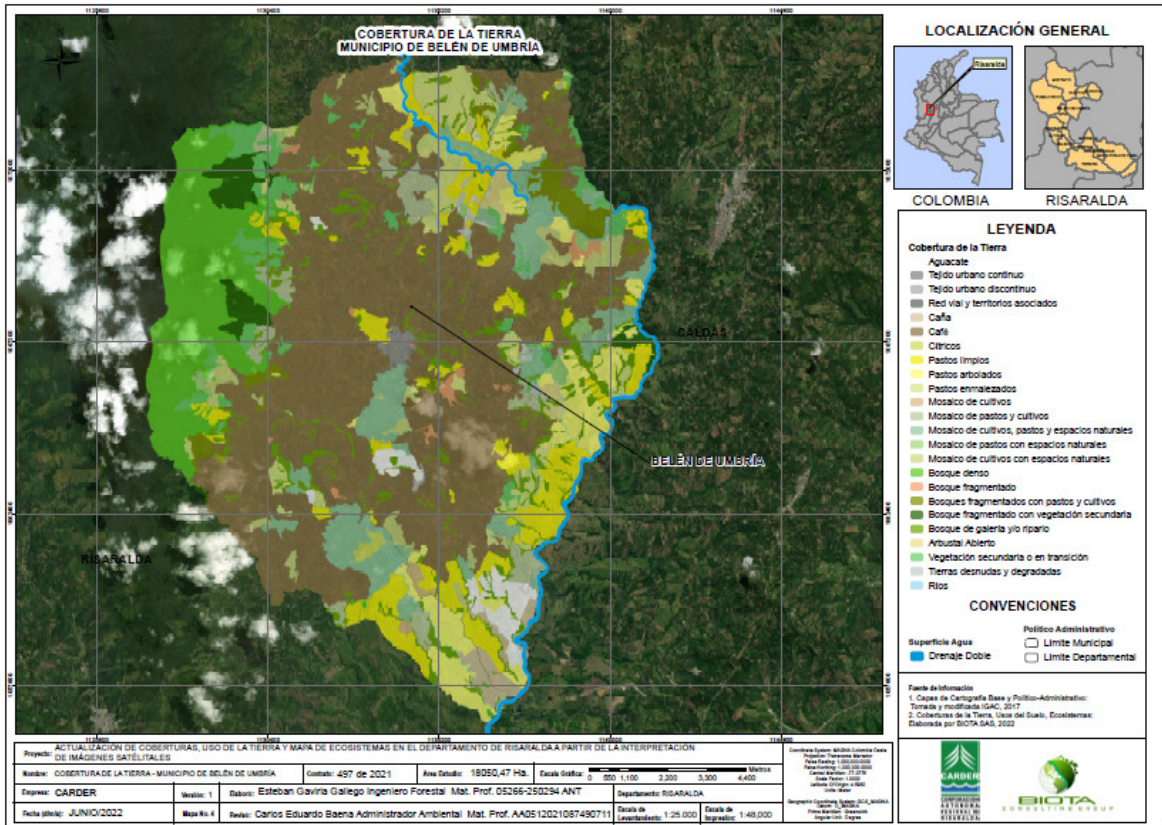 COBERTURA DE LA TIERRA
MUNICIPIO DE BELÉN DE UMBRÍA
CALDAS
BELÉN DE UMBRÍA
RISARALDA
LOCALIZACIÓN GENERAL
Risaralda
COLOMBIA
RISARALDA
LEYENDA
Cobertura de la Tierra
Aguacate
Tejido urbano continuo
Tejido urbano discontinuo
Red vial y territorios asociados
Caña
Café
Cítricos
Pastos limpios
Pastos arbolados
Pastos enmalezados
Mosaico de cultivos
Mosaico de pastos y cultivos
Mosaico de cultivos, pastos y espacios naturales
Mosaico de pastos con espacios naturales
Mosaico de cultivos con espacios naturales
Bosque denso
Bosque fragmentado
Bosques fragmentados con pastos y cultivos
Bosque fragmentado con vegetación secundaria
Bosque de galería y/o ripario
Arbustal Abierto
Vegetación secundaria o en transición
Tierras desnudas y degradadas
Ríos
CONVENCIONES
Superficie Agua
Drenaje Doble
Político Administrativo
Límite Municipal
Límite Departamental
Fuente de Información
1. Capas de Cartografía Base y Político-Administrativo:
Tomada y modificada IGAC, 2017
2. Coberturas de la Tierra, Usos del Suelo, Ecosistemas:
Elaborada por BIOTA SAS, 2022
Proyecto: ACTUALIZACIÓN DE COBERTURAS, USO DE LA TIERRA Y MAPA DE ECOSISTEMAS EN EL DEPARTAMENTO DE RISARALDA A PARTIR DE LA INTERPRETACIÓN
DE IMÁGENES SATÉLITALES
Nombre: COBERTURA DE LA TIERRA - MUNICIPIO DE BELÉN DE UMBRÍA
Contrato: 497 de 2021
Area Estudio: 18050,47 Ha.
Escala Gráfica: 0 550 1,100 2,200 3,300 4,400 Metros
Empresa: CARDER
Versión: 1
Elaboró: Esteban Gaviria Gallego Ingeniero Forestal Mat. Prof. 05266-250294 ANT
Departamento: RISARALDA
Fecha (d/m/a): JUNIO/2022
Mapa No. 4
Reviso: Carlos Eduardo Baena Administrador Ambiental Mat. Prof. AA0512021087490711
Escala de Levantamiento: 1:25.000
Escala de Impresión: 1:48,000
CARDER
CORPORACIÓN
AUTÓNOMA
REGIONAL DE
RISARALDA
BIOTA
CONSULTING GROUP